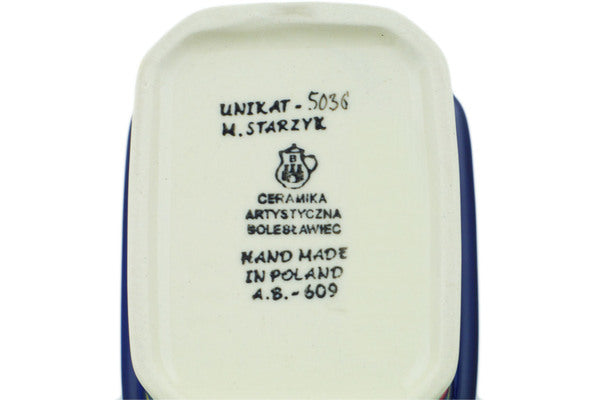 UNIKAT - 5036
M. STARZYK
B
CERAMIKA
ARTYSTYCZNA
BOLESŁAWIEC
HAND MADE
IN POLAND
A.B.-609